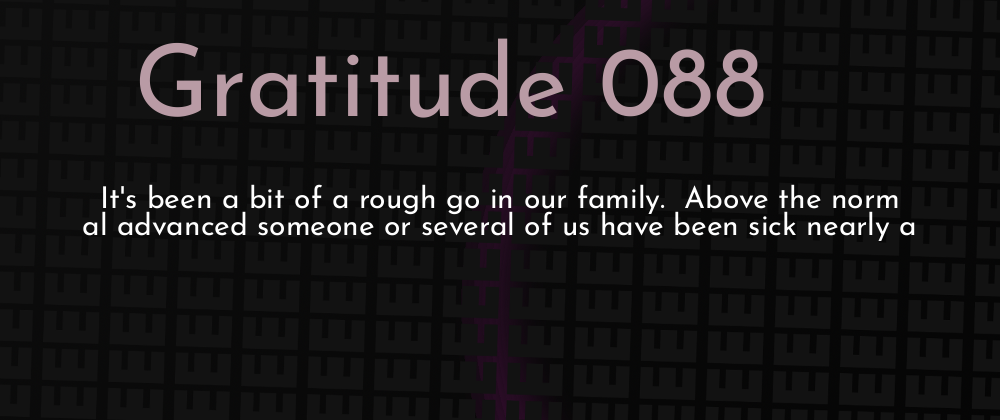 Gratitude 088
It's been a bit of a rough go in our family.  Above the norm
al advanced someone or several of us have been sick nearly a